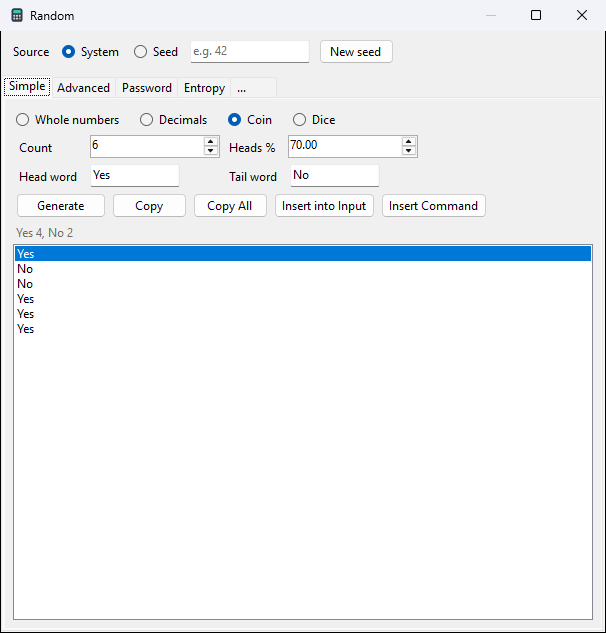 Random
Source System Seed e.g. 42 New seed
Simple Advanced Password Entropy ...
Whole numbers Decimals Coin Dice
Count 6 Heads % 70.00
Head word Yes Tail word No
Generate Copy Copy All Insert into Input Insert Command
Yes 4, No 2
Yes
No
No
Yes
Yes
Yes